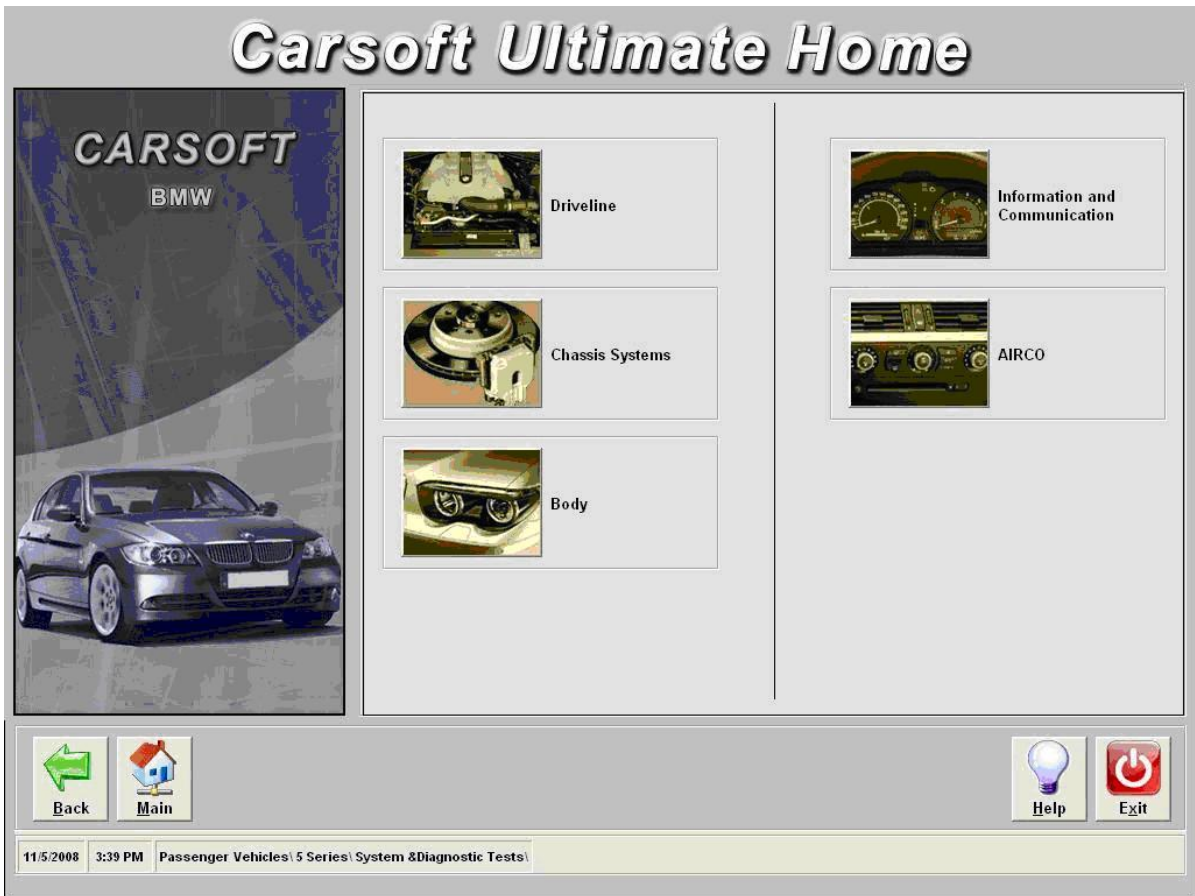 Carsoft Ultimate Home
CARSOFT
BMW
Driveline
Chassis Systems
Body
Information and
Communication
AIRCO
Back
Main
Help
Exit
11/5/2008 3:39 PM Passenger Vehicles\ 5 Series\ System &Diagnostic Tests\